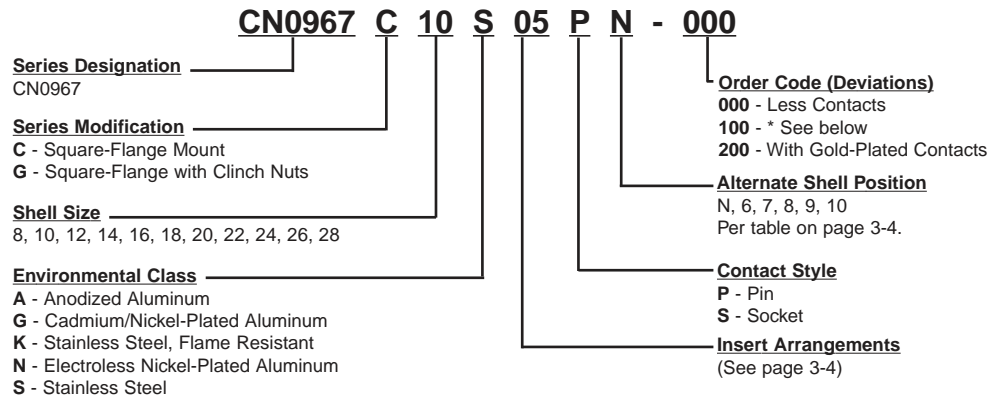 CN0967 C 10 S 05 P N - 000
Series Designation
CN0967
Series Modification
C - Square-Flange Mount
G - Square-Flange with Clinch Nuts
Shell Size
8, 10, 12, 14, 16, 18, 20, 22, 24, 26, 28
Environmental Class
A - Anodized Aluminum
G - Cadmium/Nickel-Plated Aluminum
K - Stainless Steel, Flame Resistant
N - Electroless Nickel-Plated Aluminum
S - Stainless Steel
Order Code (Deviations)
000 - Less Contacts
100 - * See below
200 - With Gold-Plated Contacts
Alternate Shell Position
N, 6, 7, 8, 9, 10
Per table on page 3-4.
Contact Style
P - Pin
S - Socket
Insert Arrangements
(See page 3-4)